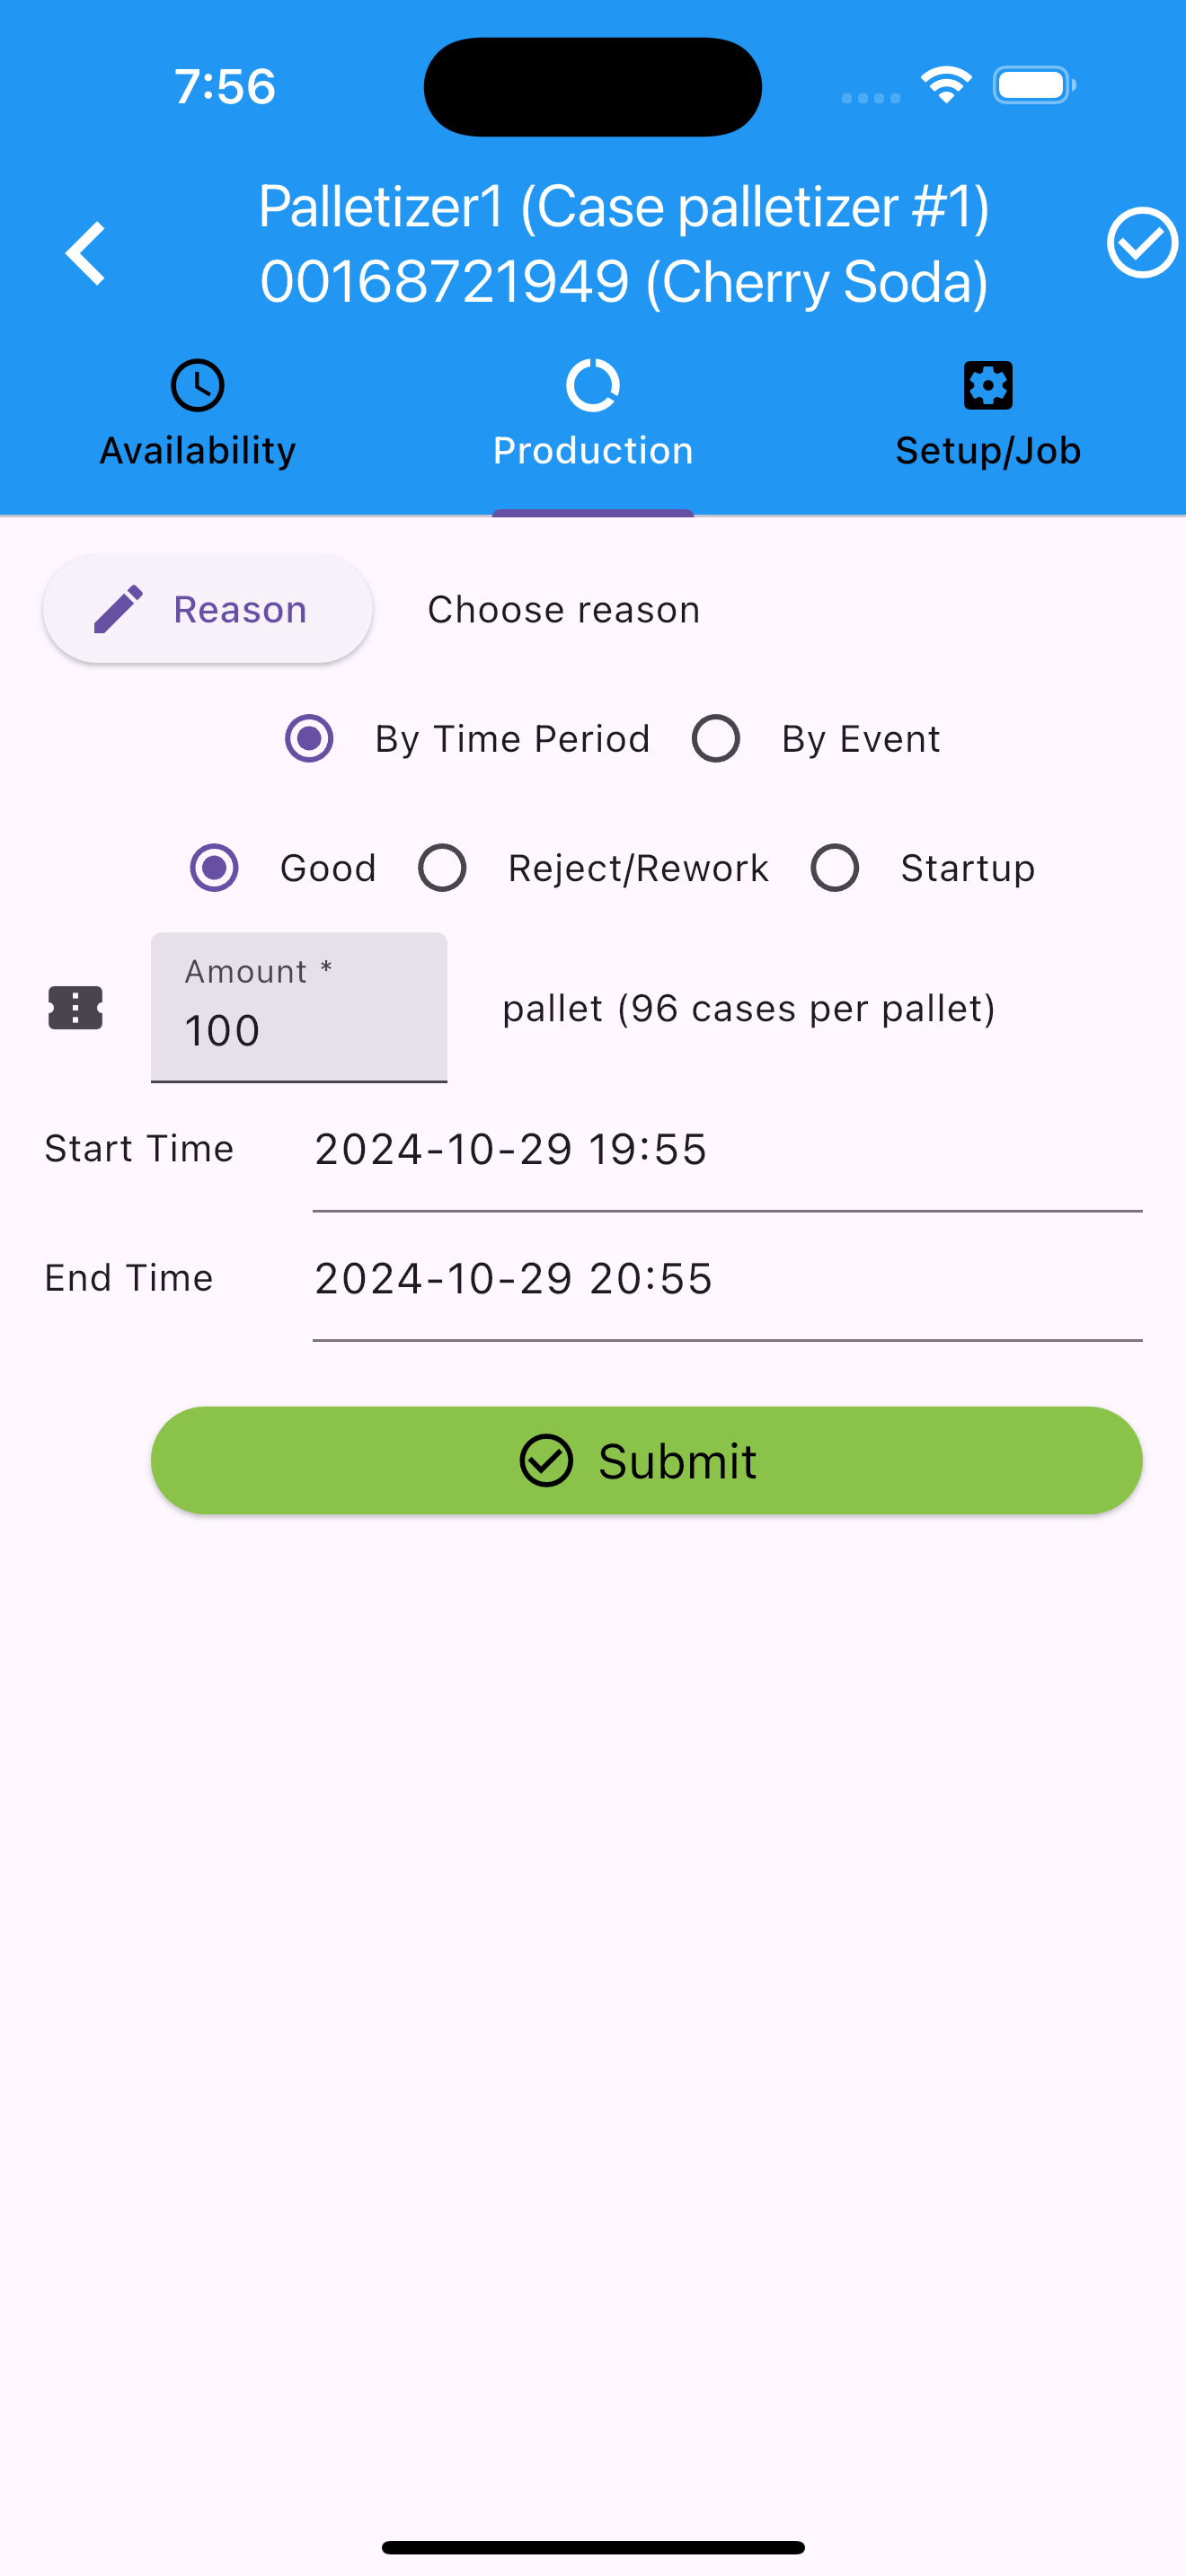 7:56
Palletizer1 (Case palletizer #1)
00168721949 (Cherry Soda)
Availability
Production
Setup/Job
Reason
Choose reason
By Time Period
By Event
Good
Reject/Rework
Startup
Amount *
100
pallet (96 cases per pallet)
Start Time
2024-10-29 19:55
End Time
2024-10-29 20:55
Submit